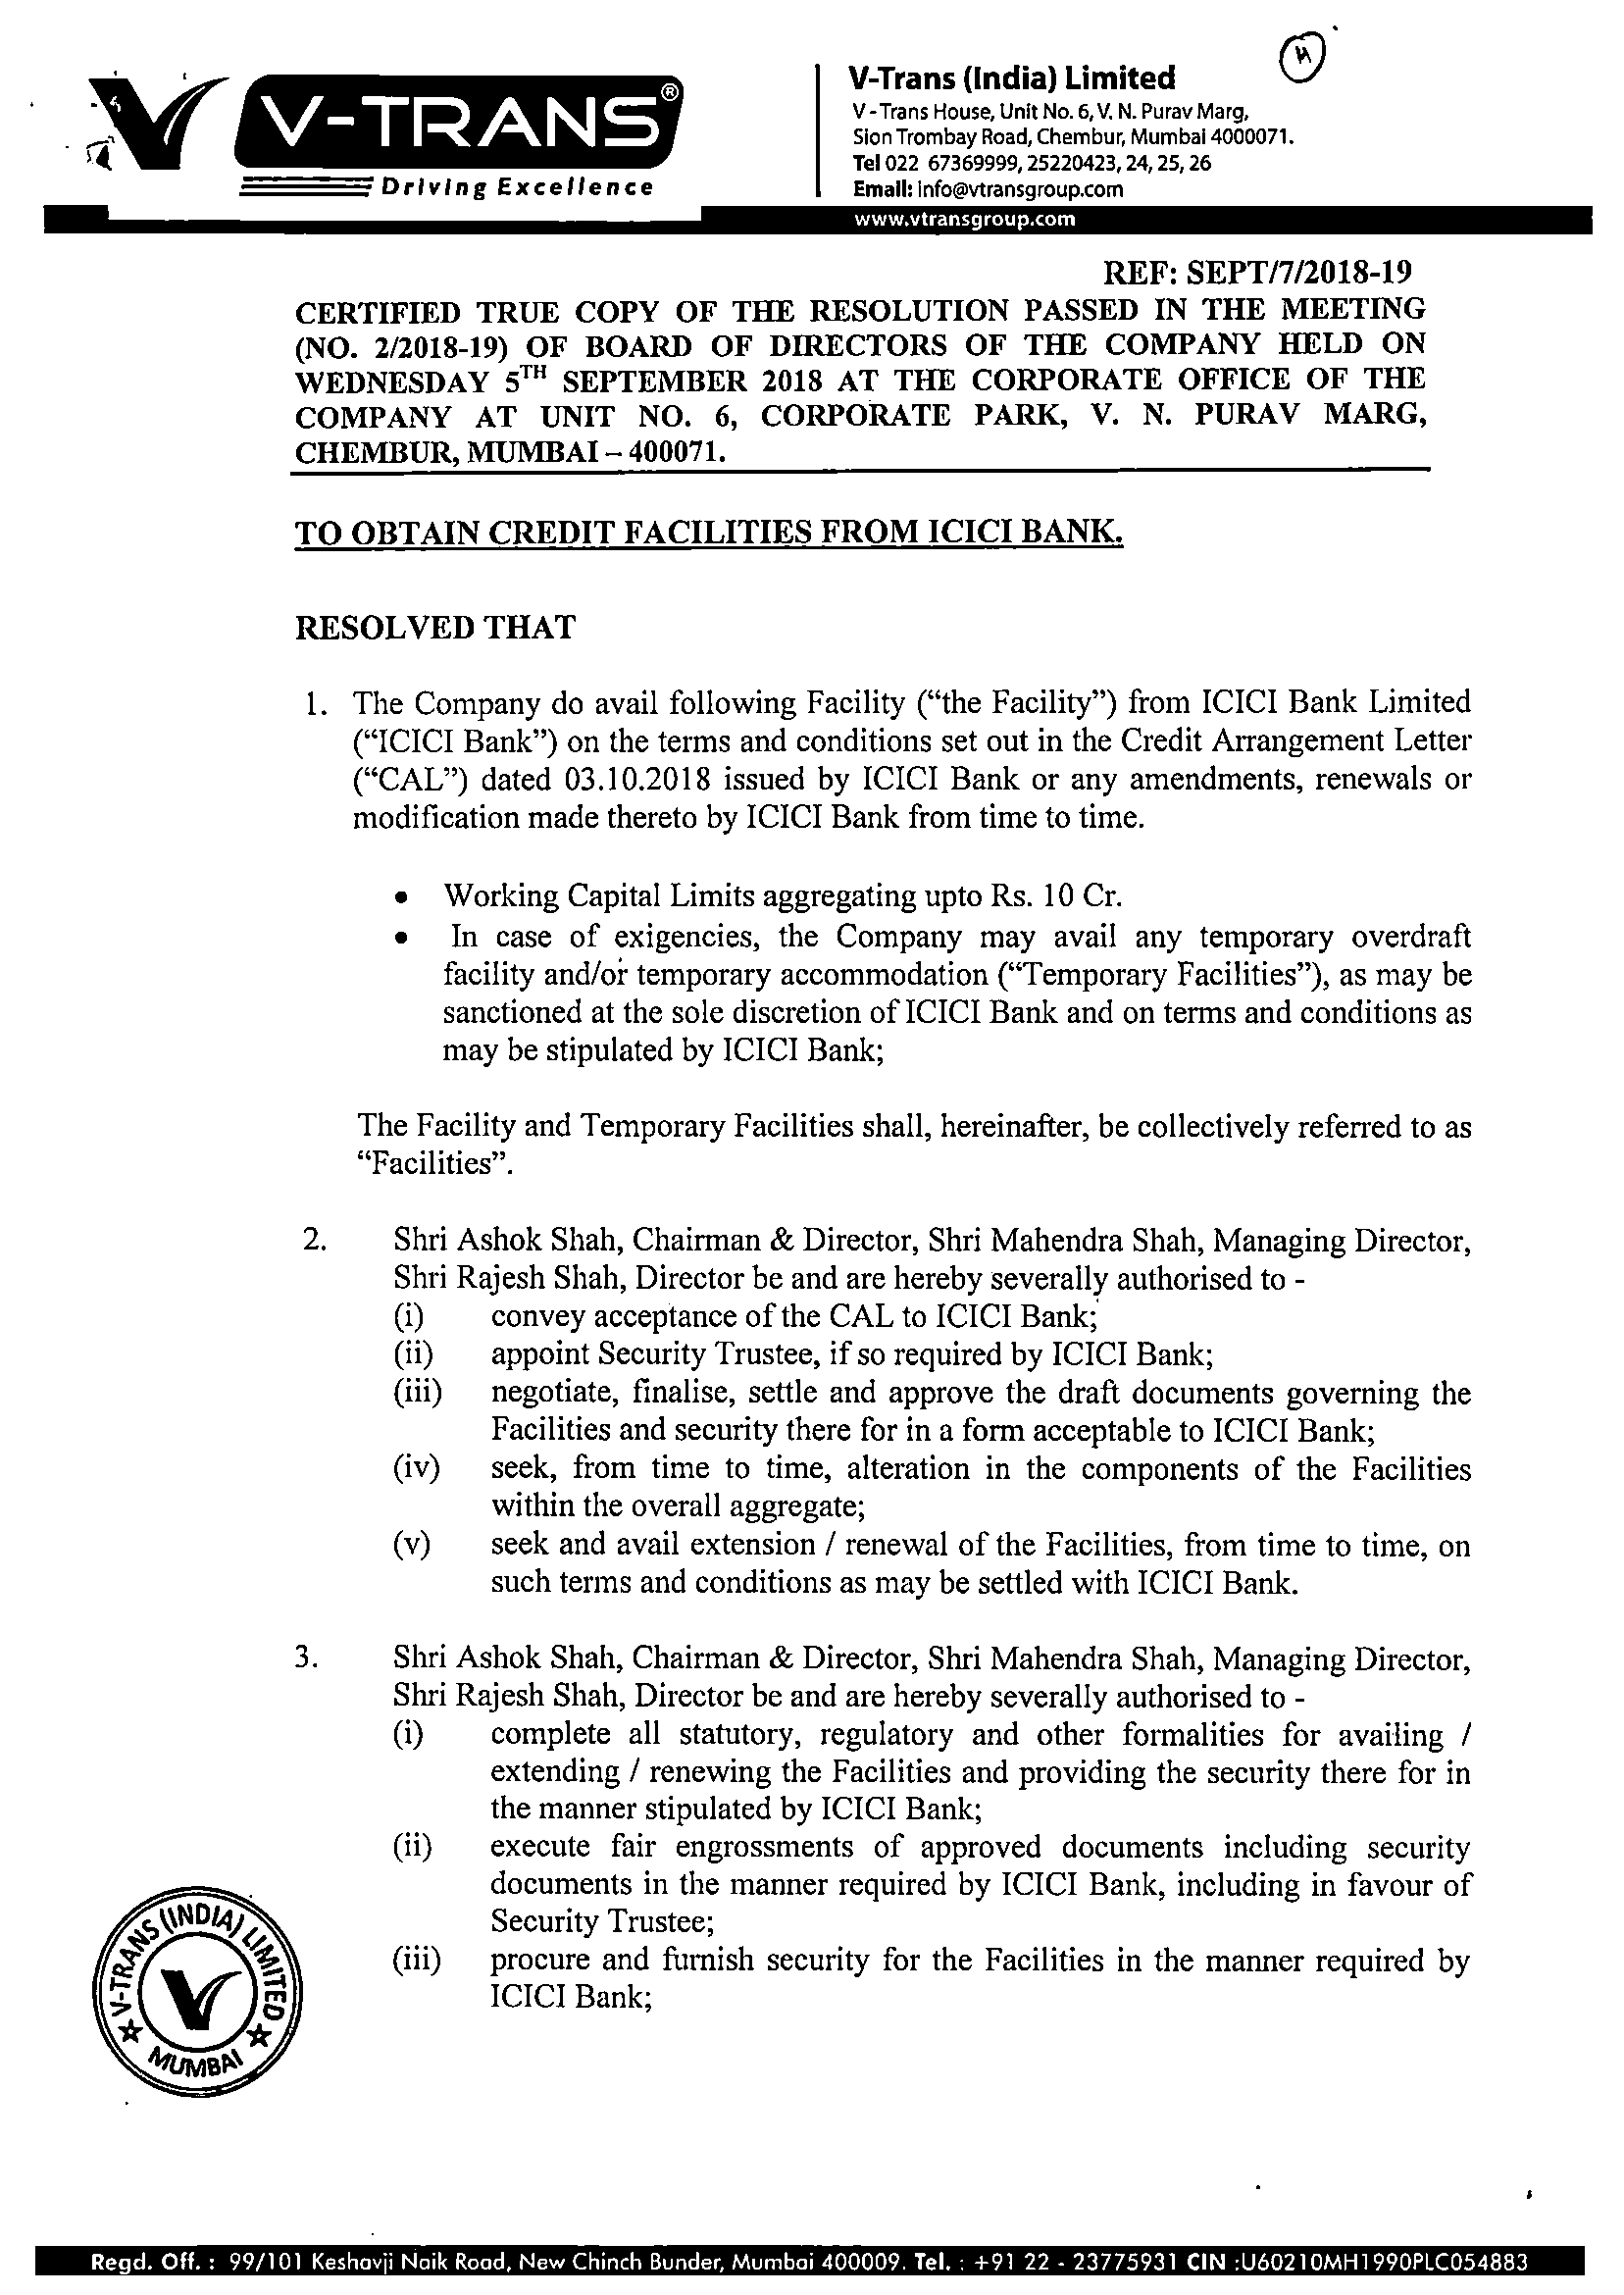 V-TRANS®
Driving Excellence
V-Trans (India) Limited
V-Trans House, Unit No. 6, V. N. Purav Marg,
Sion Trombay Road, Chembur, Mumbai 4000071.
Tel 022 67369999, 25220423, 24, 25, 26
Email: info@vtransgroup.com
www.vtransgroup.com
REF: SEPT/7/2018-19
CERTIFIED TRUE COPY OF THE RESOLUTION PASSED IN THE MEETING
(NO. 2/2018-19) OF BOARD OF DIRECTORS OF THE COMPANY HELD ON
WEDNESDAY 5TH SEPTEMBER 2018 AT THE CORPORATE OFFICE OF THE
COMPANY AT UNIT NO. 6, CORPORATE PARK, V. N. PURAV MARG,
CHEMBUR, MUMBAI – 400071.
TO OBTAIN CREDIT FACILITIES FROM ICICI BANK.
RESOLVED THAT
1. The Company do avail following Facility (“the Facility”) from ICICI Bank Limited
(“ICICI Bank”) on the terms and conditions set out in the Credit Arrangement Letter
(“CAL”) dated 03.10.2018 issued by ICICI Bank or any amendments, renewals or
modification made thereto by ICICI Bank from time to time.
• Working Capital Limits aggregating upto Rs. 10 Cr.
• In case of exigencies, the Company may avail any temporary overdraft
facility and/or temporary accommodation (“Temporary Facilities”), as may be
sanctioned at the sole discretion of ICICI Bank and on terms and conditions as
may be stipulated by ICICI Bank;
The Facility and Temporary Facilities shall, hereinafter, be collectively referred to as
“Facilities”.
2. Shri Ashok Shah, Chairman & Director, Shri Mahendra Shah, Managing Director,
Shri Rajesh Shah, Director be and are hereby severally authorised to -
(i) convey acceptance of the CAL to ICICI Bank;
(ii) appoint Security Trustee, if so required by ICICI Bank;
(iii) negotiate, finalise, settle and approve the draft documents governing the
Facilities and security there for in a form acceptable to ICICI Bank;
(iv) seek, from time to time, alteration in the components of the Facilities
within the overall aggregate;
(v) seek and avail extension / renewal of the Facilities, from time to time, on
such terms and conditions as may be settled with ICICI Bank.
3. Shri Ashok Shah, Chairman & Director, Shri Mahendra Shah, Managing Director,
Shri Rajesh Shah, Director be and are hereby severally authorised to -
(i) complete all statutory, regulatory and other formalities for availing /
extending / renewing the Facilities and providing the security there for in
the manner stipulated by ICICI Bank;
(ii) execute fair engrossments of approved documents including security
documents in the manner required by ICICI Bank, including in favour of
Security Trustee;
(iii) procure and furnish security for the Facilities in the manner required by
ICICI Bank;
V-TRANS (INDIA) LIMITED
MUMBAI
Regd. Off. : 99/101 Keshavji Naik Road, New Chinch Bunder, Mumbai 400009. Tel. : +91 22 - 23775931 CIN :U60210MH1990PLC054883